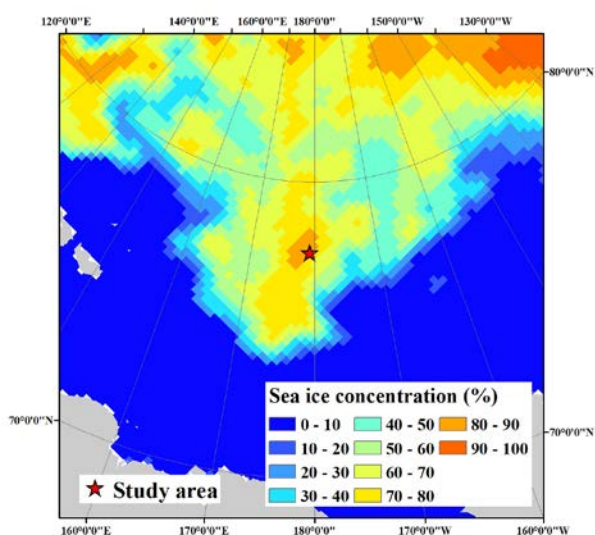 120°0'0"E 140°0'0"E 160°0'0"E 180°0'0" 150°0'0"W 130°0'0"W
80°0'0"N
Sea ice concentration (%)
0 - 10 40 - 50 80 - 90
10 - 20 50 - 60 90 - 100
20 - 30 60 - 70
30 - 40 70 - 80
70°0'0"N 70°0'0"N
Study area
160°0'0"E 170°0'0"E 180°0'0" 170°0'0"W 160°0'0"W